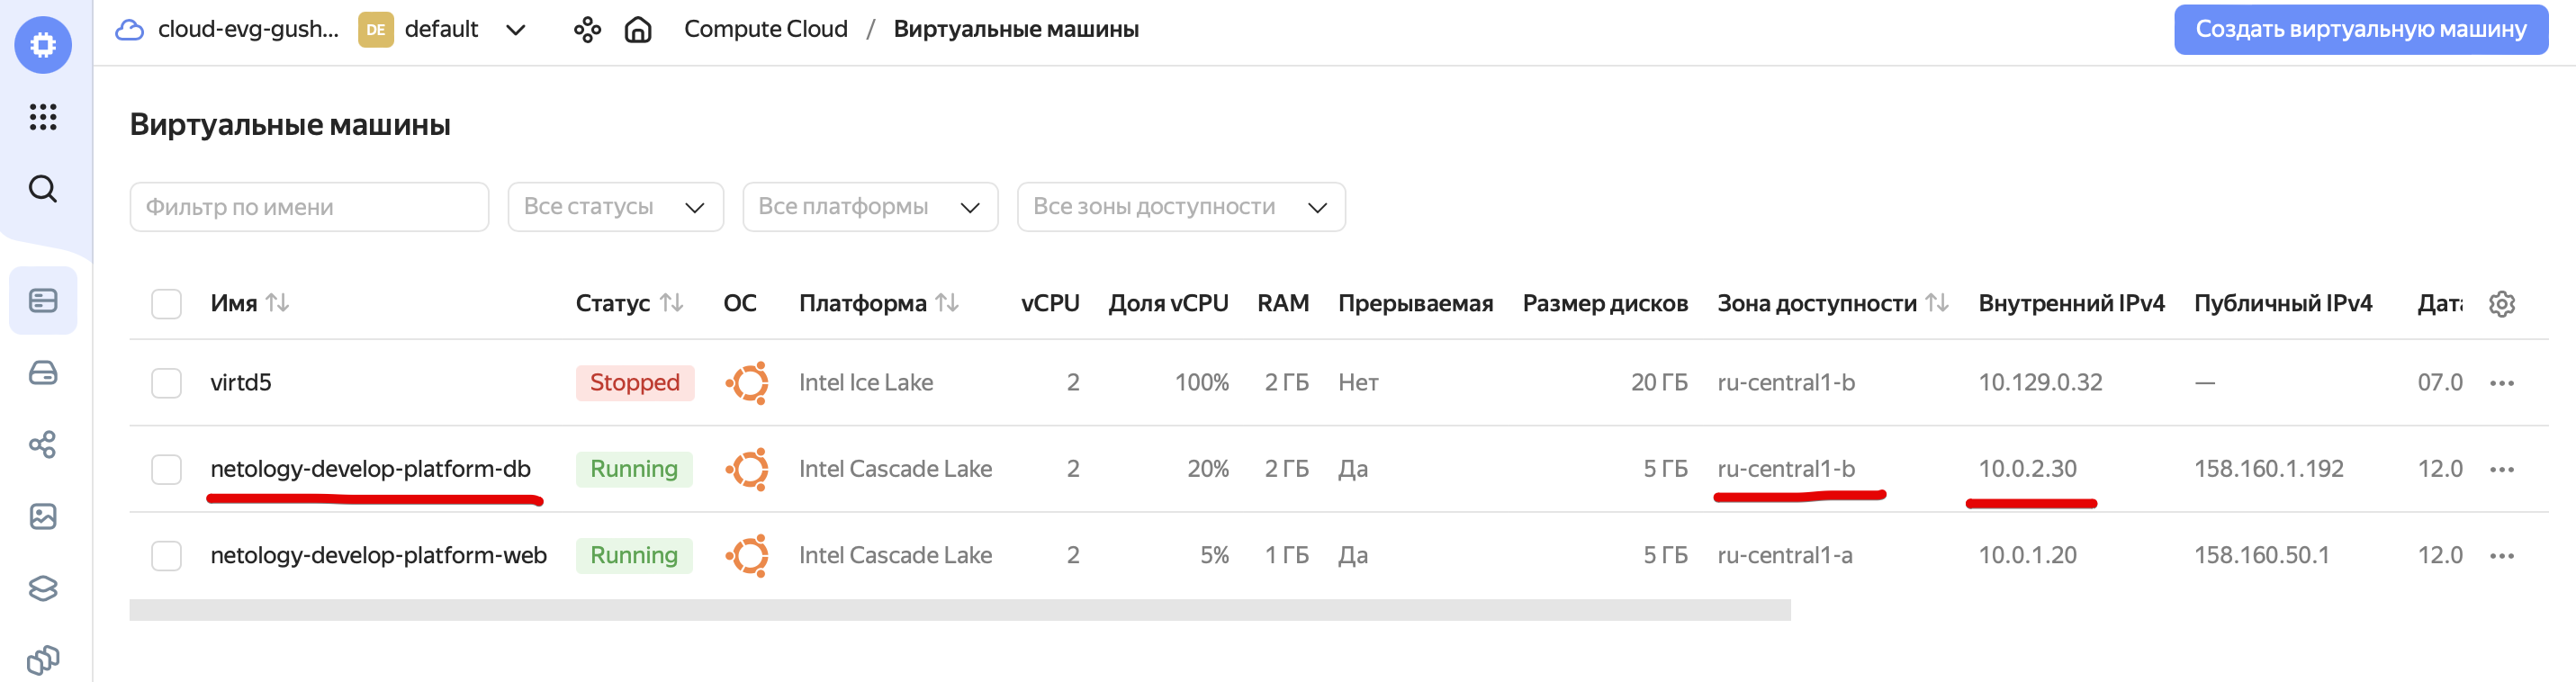 cloud-evg-gush... DE default Compute Cloud / Виртуальные машины Создать виртуальную машину
Виртуальные машины
Фильтр по имени Все статусы Все платформы Все зоны доступности
Имя Статус ОС Платформа vCPU Доля vCPU RAM Прерываемая Размер дисков Зона доступности Внутренний IPv4 Публичный IPv4 Дата
virtd5 Stopped Intel Ice Lake 2 100% 2 ГБ Нет 20 ГБ ru-central1-b 10.129.0.32 — 07.0
netology-develop-platform-db Running Intel Cascade Lake 2 20% 2 ГБ Да 5 ГБ ru-central1-b 10.0.2.30 158.160.1.192 12.0
netology-develop-platform-web Running Intel Cascade Lake 2 5% 1 ГБ Да 5 ГБ ru-central1-a 10.0.1.20 158.160.50.1 12.0